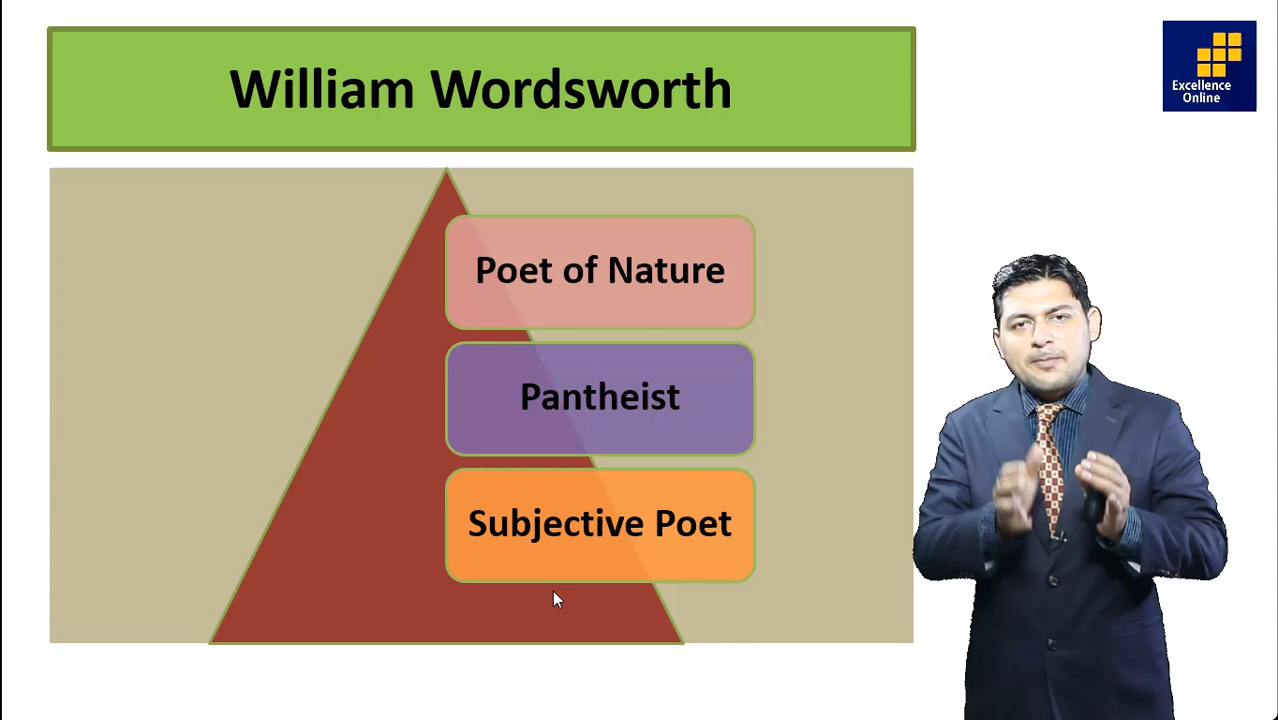 William Wordsworth
Excellence
Online
Poet of Nature
Pantheist
Subjective Poet